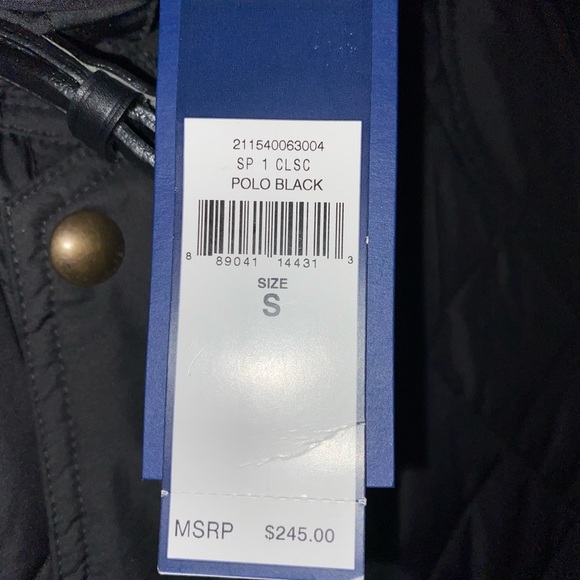 211540063004
SP 1 CLSC
POLO BLACK
8 89041 14431 3
SIZE
S
MSRP $245.00